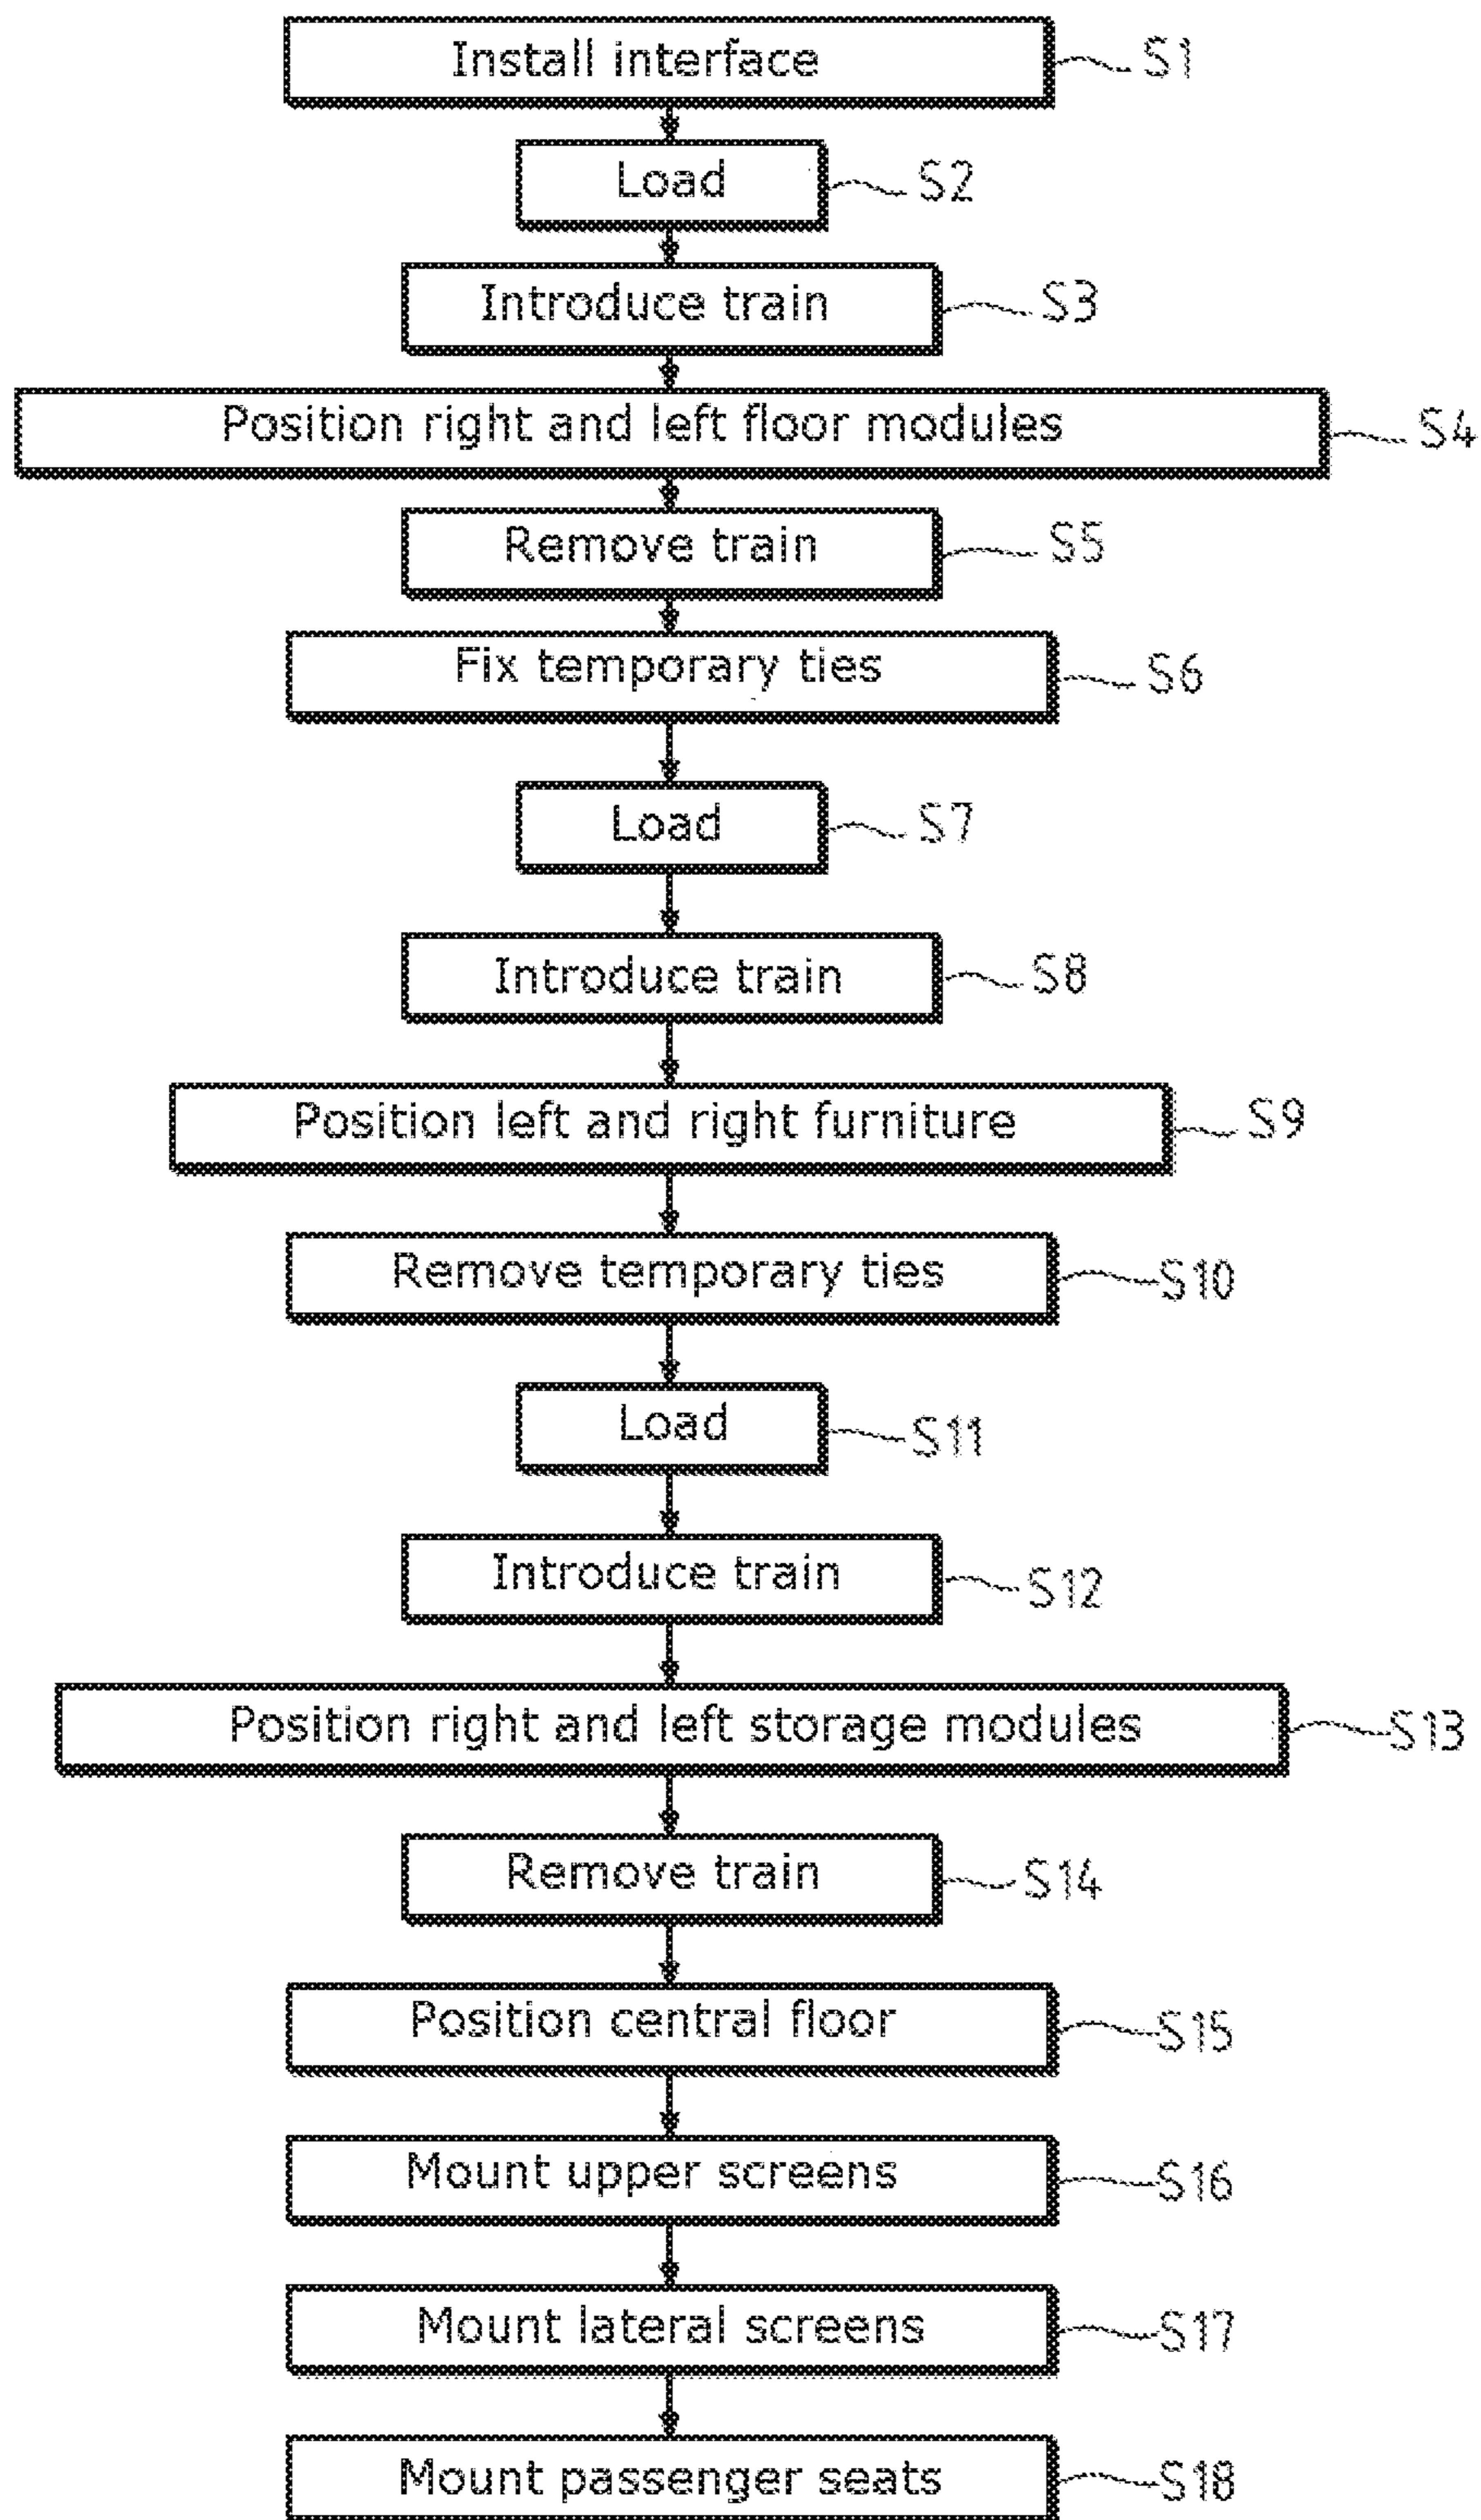 Install interface S1
Load S2
Introduce train S3
Position right and left floor modules S4
Remove train S5
Fix temporary ties S6
Load S7
Introduce train S8
Position left and right furniture S9
Remove temporary ties S10
Load S11
Introduce train S12
Position right and left storage modules S13
Remove train S14
Position central floor S15
Mount upper screens S16
Mount lateral screens S17
Mount passenger seats S18